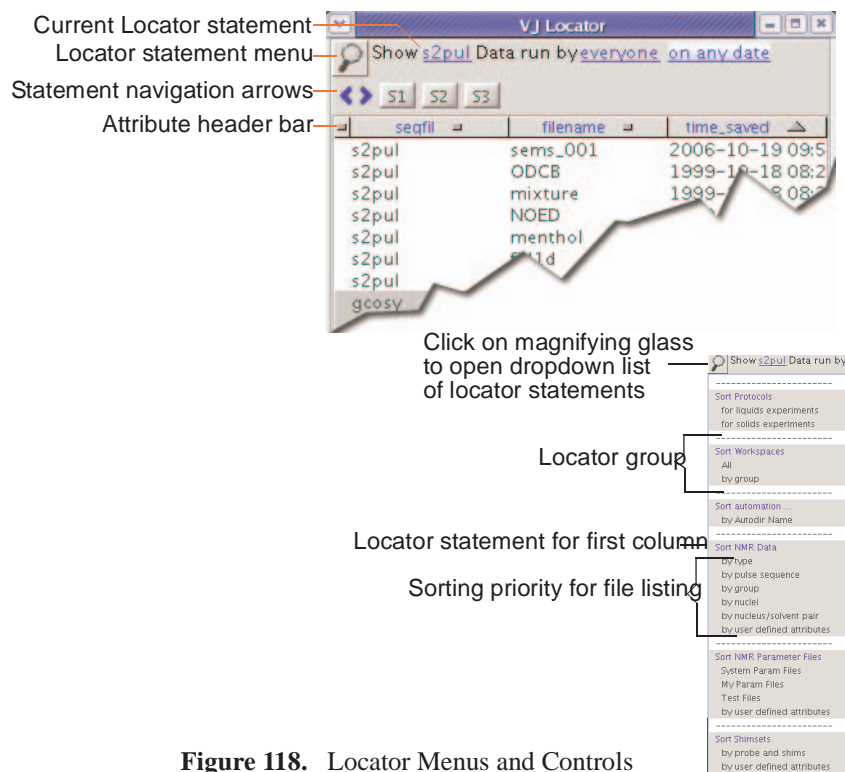 Current Locator statement
Locator statement menu
Statement navigation arrows
Attribute header bar
VJ Locator
Show s2pul Data run by everyone on any date
S1 S2 S3
seqfil filename time_saved
s2pul sems_001 2006-10-19 09:5
s2pul ODCB 1999-10-18 08:2
s2pul mixture 1999-
s2pul NOED
s2pul menthol
s2pul
s2pul
gcosy
Click on magnifying glass
to open dropdown list
of locator statements
Show s2pul Data run by
Sort Protocols
for liquids experiments
for solids experiments
Locator group
Sort Workspaces
All
by group
Sort automation ...
by Autodir Name
Locator statement for first column
Sort NMR Data
by type
Sorting priority for file listing
by pulse sequence
by group
by nuclei
by nucleus/solvent pair
by user defined attributes
Sort NMR Parameter Files
System Param Files
My Param Files
Test Files
by user defined attributes
Sort Shimsets
by probe and shims
by user defined attributes
Figure 118. Locator Menus and Controls